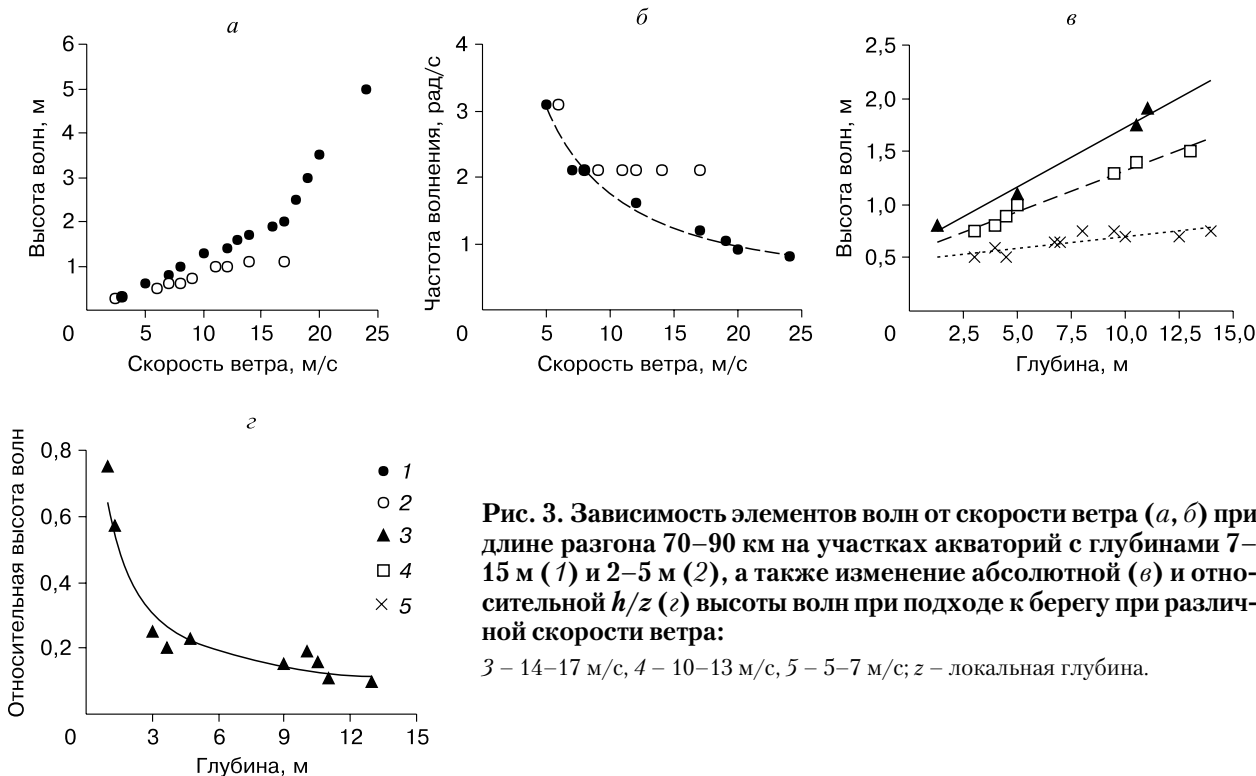 а
Высота волн, м
6
5
4
3
2
1
0
5
10
15
20
25
Скорость ветра, м/с
б
Частота волнения, рад/с
4
3
2
1
0
5
10
15
20
25
Скорость ветра, м/с
в
Высота волн, м
2,5
2,0
1,5
1,0
0,5
0
2,5
5,0
7,5
10,0
12,5
15,0
Глубина, м
г
Относительная высота волн
0,8
0,6
0,4
0,2
0
3
6
9
12
15
Глубина, м
1
2
3
4
5
Рис. 3. Зависимость элементов волн от скорости ветра (а, б) при
длине разгона 70–90 км на участках акваторий с глубинами 7–
15 м (1) и 2–5 м (2), а также изменение абсолютной (в) и отно-
сительной h/z (г) высоты волн при подходе к берегу при различ-
ной скорости ветра:
3 – 14–17 м/с, 4 – 10–13 м/с, 5 – 5–7 м/с; z – локальная глубина.